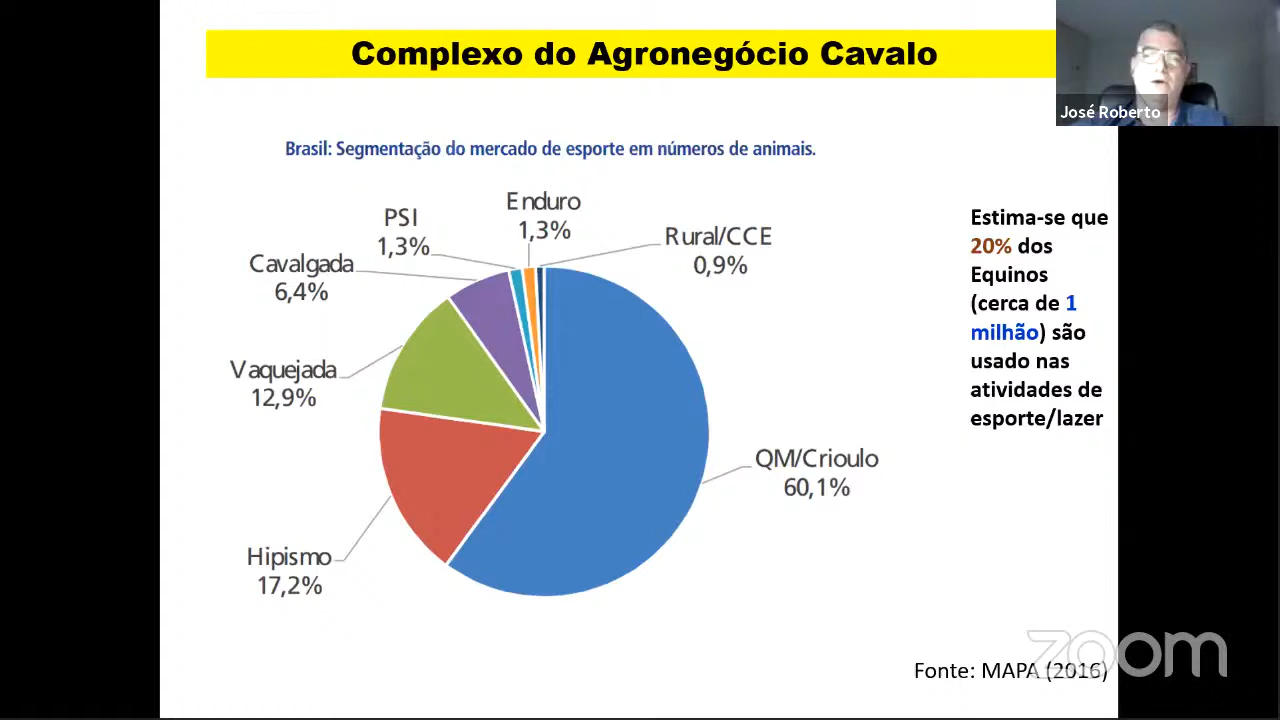 Complexo do Agronegócio Cavalo
José Roberto
Brasil: Segmentação do mercado de esporte em números de animais.
Enduro
1,3%
PSI
1,3%
Rural/CCE
0,9%
Cavalgada
6,4%
Vaquejada
12,9%
QM/Crioulo
60,1%
Hipismo
17,2%
Estima-se que
20% dos
Equinos
(cerca de 1
milhão) são
usado nas
atividades de
esporte/lazer
zoom
Fonte: MAPA (2016)